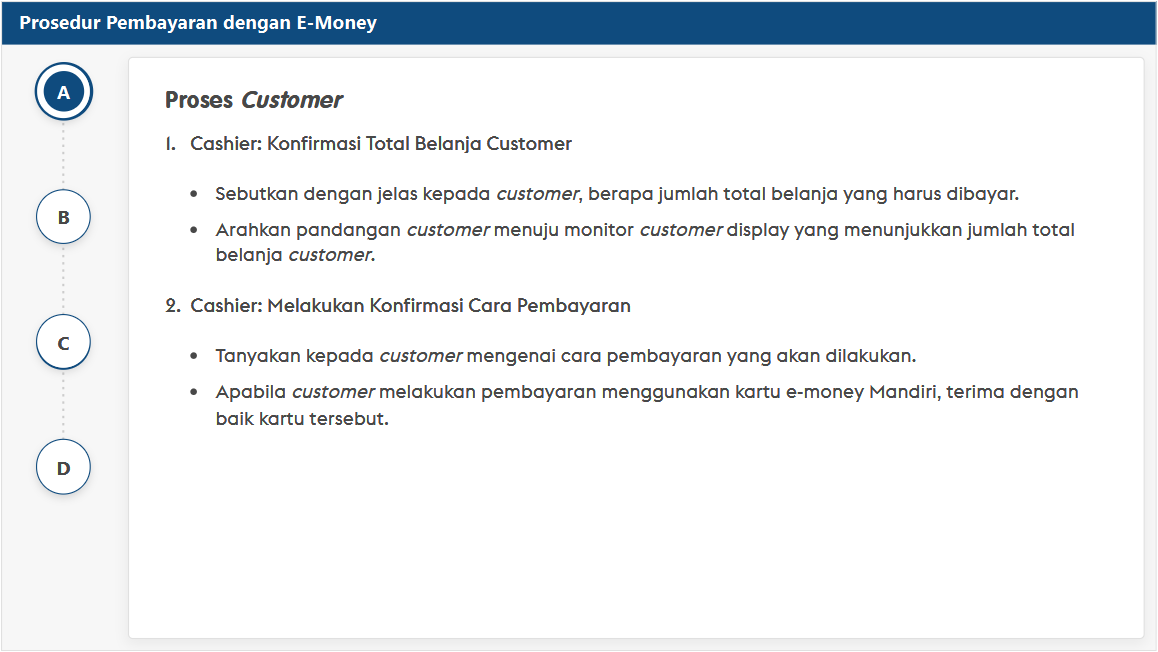 Prosedur Pembayaran dengan E-Money
A
B
C
D
Proses Customer
1. Cashier: Konfirmasi Total Belanja Customer
• Sebutkan dengan jelas kepada customer, berapa jumlah total belanja yang harus dibayar.
• Arahkan pandangan customer menuju monitor customer display yang menunjukkan jumlah total
belanja customer.
2. Cashier: Melakukan Konfirmasi Cara Pembayaran
• Tanyakan kepada customer mengenai cara pembayaran yang akan dilakukan.
• Apabila customer melakukan pembayaran menggunakan kartu e-money Mandiri, terima dengan
baik kartu tersebut.